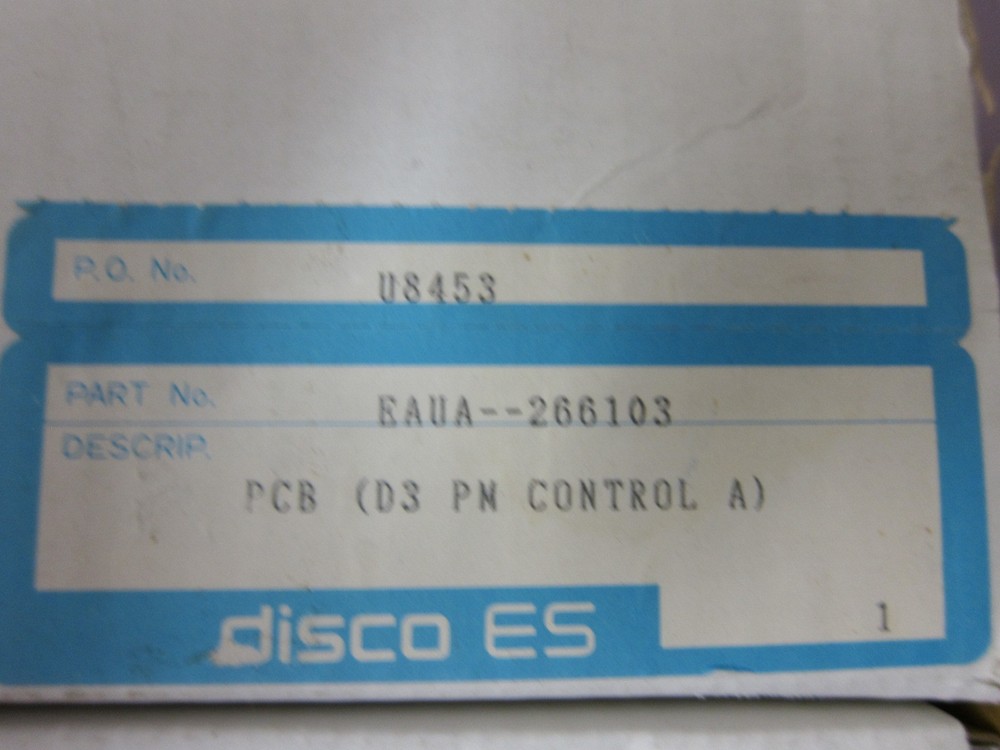 P.O. No. U8453
PART No. EAUA--266103
DESCRIP.
PCB (D3 PM CONTROL A)
disco ES 1